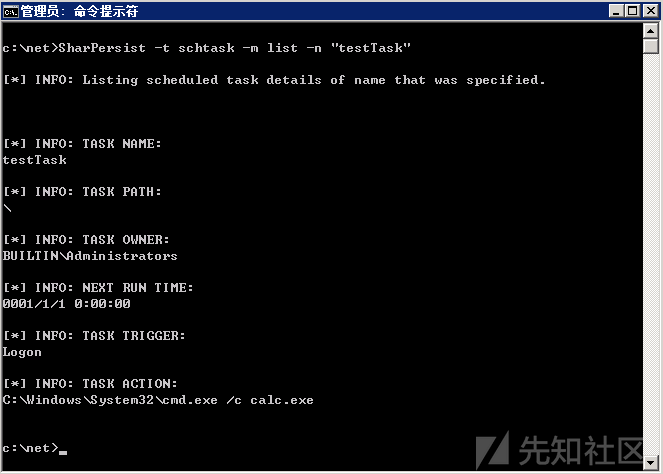 管理员: 命令提示符
c:\net>SharPersist -t schtask -m list -n "testTask"
[*] INFO: Listing scheduled task details of name that was specified.
[*] INFO: TASK NAME:
testTask
[*] INFO: TASK PATH:
\
[*] INFO: TASK OWNER:
BUILTIN\Administrators
[*] INFO: NEXT RUN TIME:
0001/1/1 0:00:00
[*] INFO: TASK TRIGGER:
Logon
[*] INFO: TASK ACTION:
C:\Windows\System32\cmd.exe /c calc.exe
c:\net>_
先知社区